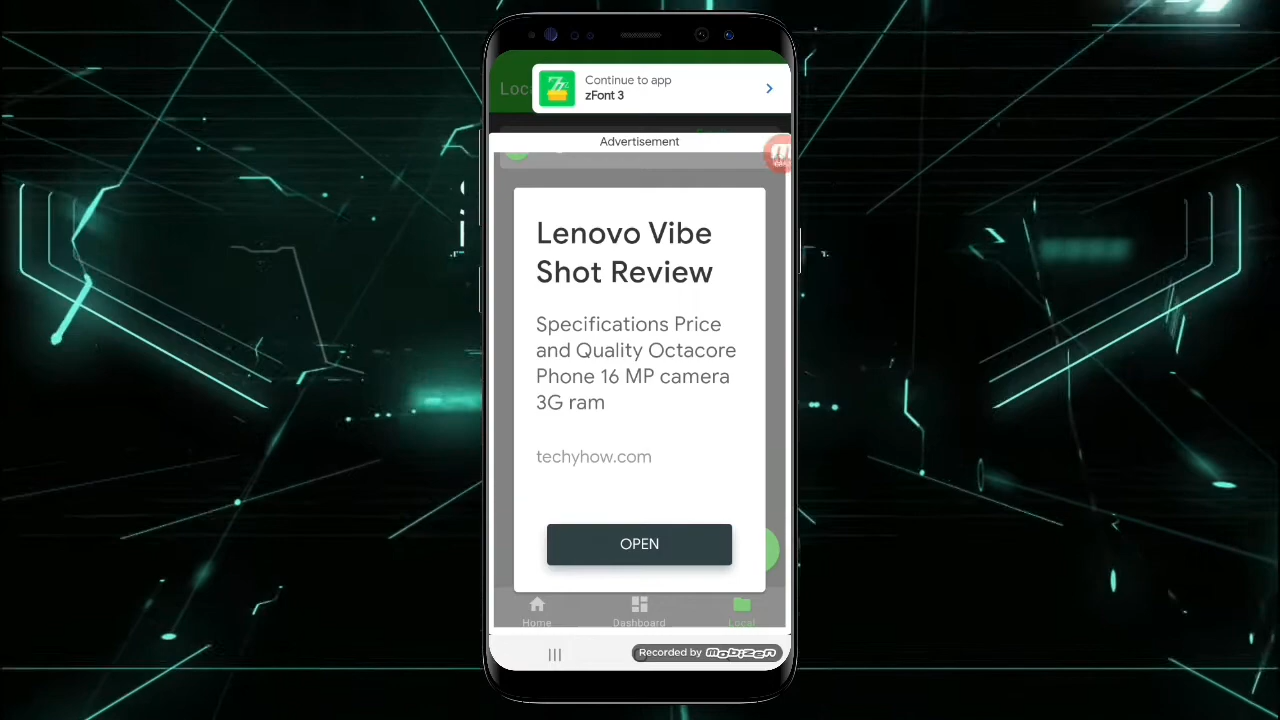 Loc
Continue to app
zFont 3
Advertisement
Lenovo Vibe
Shot Review
Specifications Price
and Quality Octacore
Phone 16 MP camera
3G ram
techyhow.com
OPEN
Home
Dashboard
Local
Recorded by mobizen